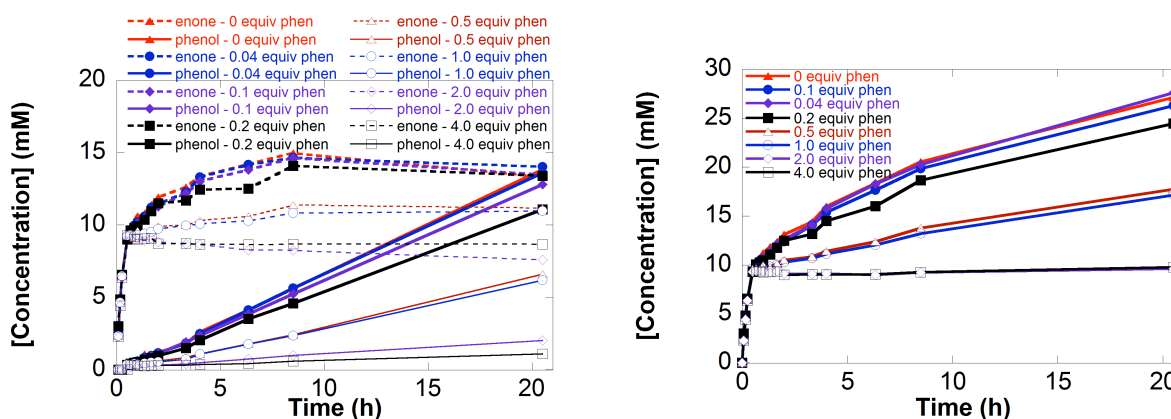 enone - 0 equiv phen
phenol - 0 equiv phen
enone - 0.04 equiv phen
phenol - 0.04 equiv phen
enone - 0.1 equiv phen
phenol - 0.1 equiv phen
enone - 0.2 equiv phen
phenol - 0.2 equiv phen
enone - 0.5 equiv phen
phenol - 0.5 equiv phen
enone - 1.0 equiv phen
phenol - 1.0 equiv phen
enone - 2.0 equiv phen
phenol - 2.0 equiv phen
enone - 4.0 equiv phen
phenol - 4.0 equiv phen
[Concentration] (mM)
20
15
10
5
0
0
5
10
15
20
Time (h)
0 equiv phen
0.1 equiv phen
0.04 equiv phen
0.2 equiv phen
0.5 equiv phen
1.0 equiv phen
2.0 equiv phen
4.0 equiv phen
[Concentration] (mM)
30
25
20
15
10
5
0
0
5
10
15
20
Time (h)